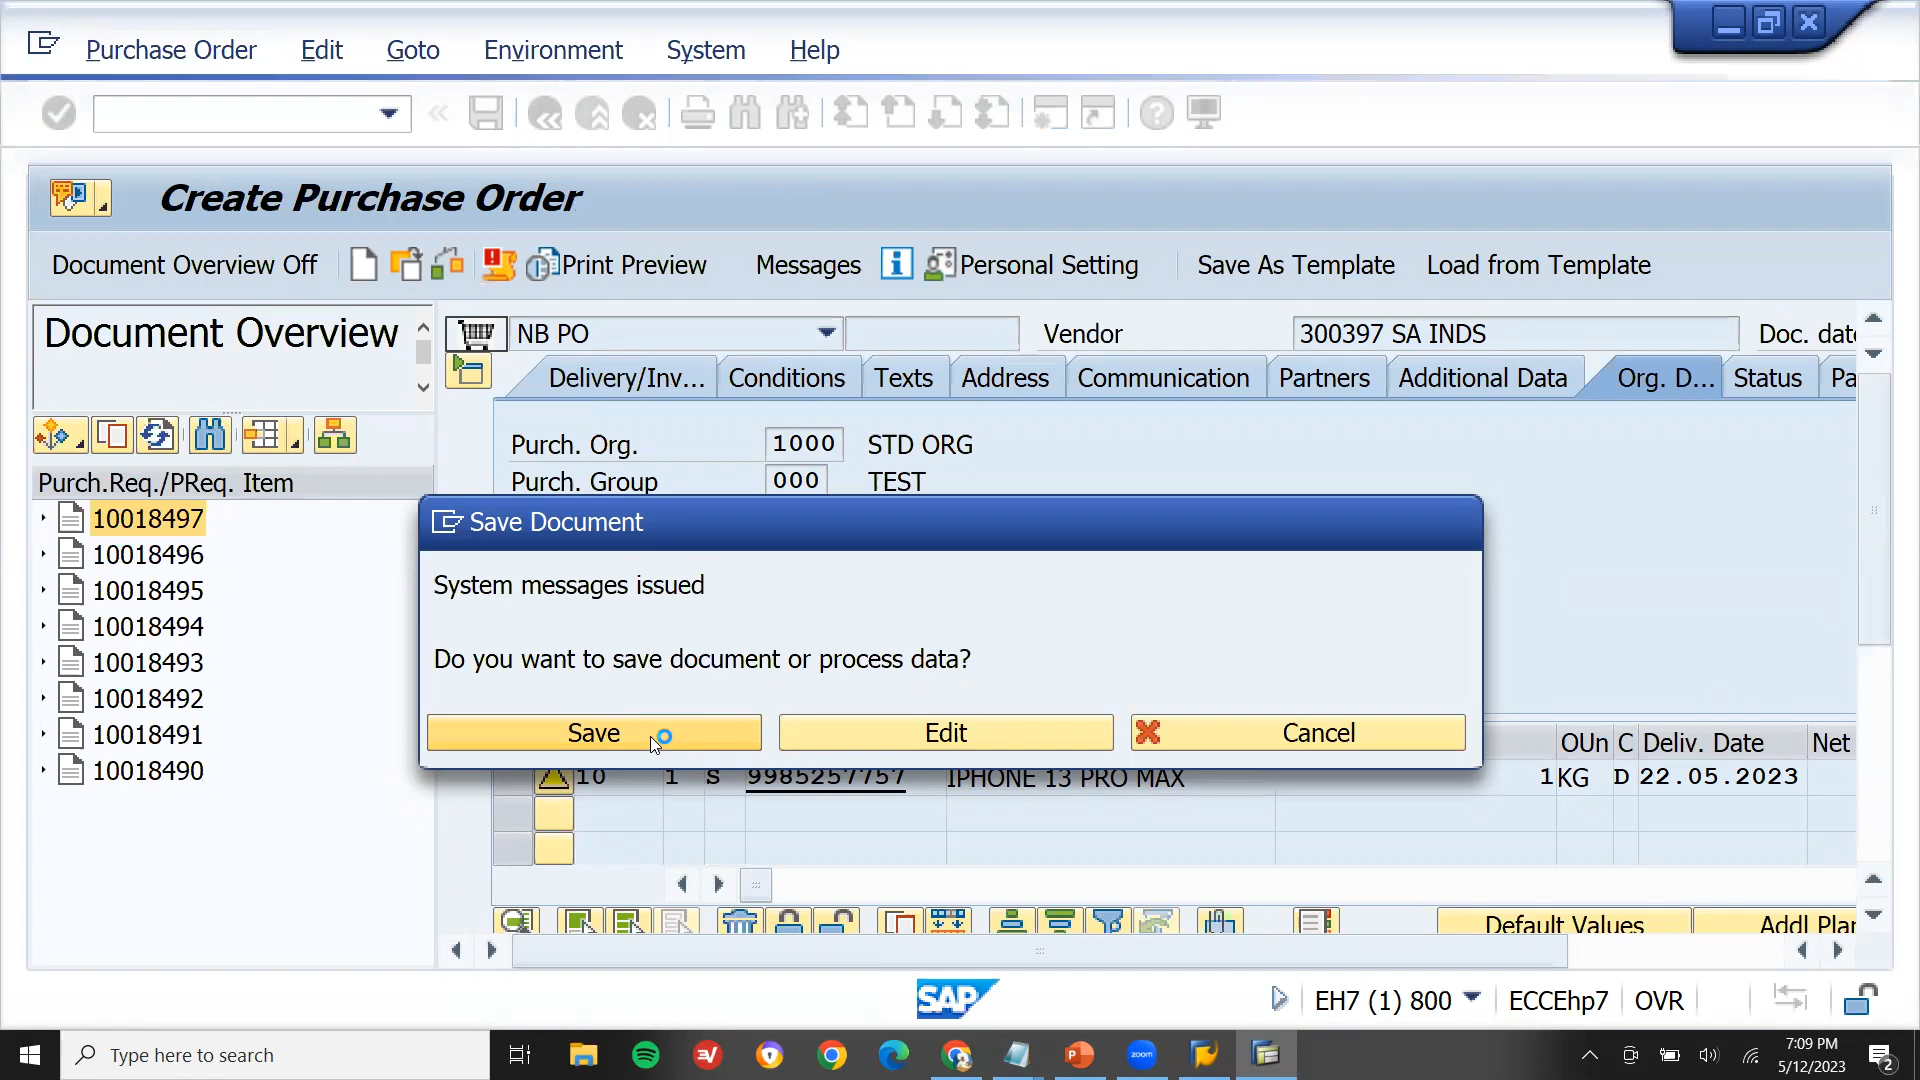 Purchase Order Edit Goto Environment System Help
Create Purchase Order
Document Overview Off Print Preview Messages Personal Setting Save As Template Load from Template
Document Overview
NB PO Vendor 300397 SA INDS Doc. date
Delivery/Inv... Conditions Texts Address Communication Partners Additional Data Org. D... Status Pa
Purch. Org. 1000 STD ORG
Purch. Group 000 TEST
Purch.Req./PReq. Item
10018497
10018496
10018495
10018494
10018493
10018492
10018491
10018490
Save Document
System messages issued
Do you want to save document or process data?
Save Edit Cancel
OUn C Deliv. Date Net
10 1 S 9985257757 IPHONE 13 PRO MAX 1 KG D 22.05.2023
Default Values Addl Plan
SAP EH7 (1) 800 ECCEhp7 OVR
Type here to search
zoom
7:09 PM
5/12/2023
2